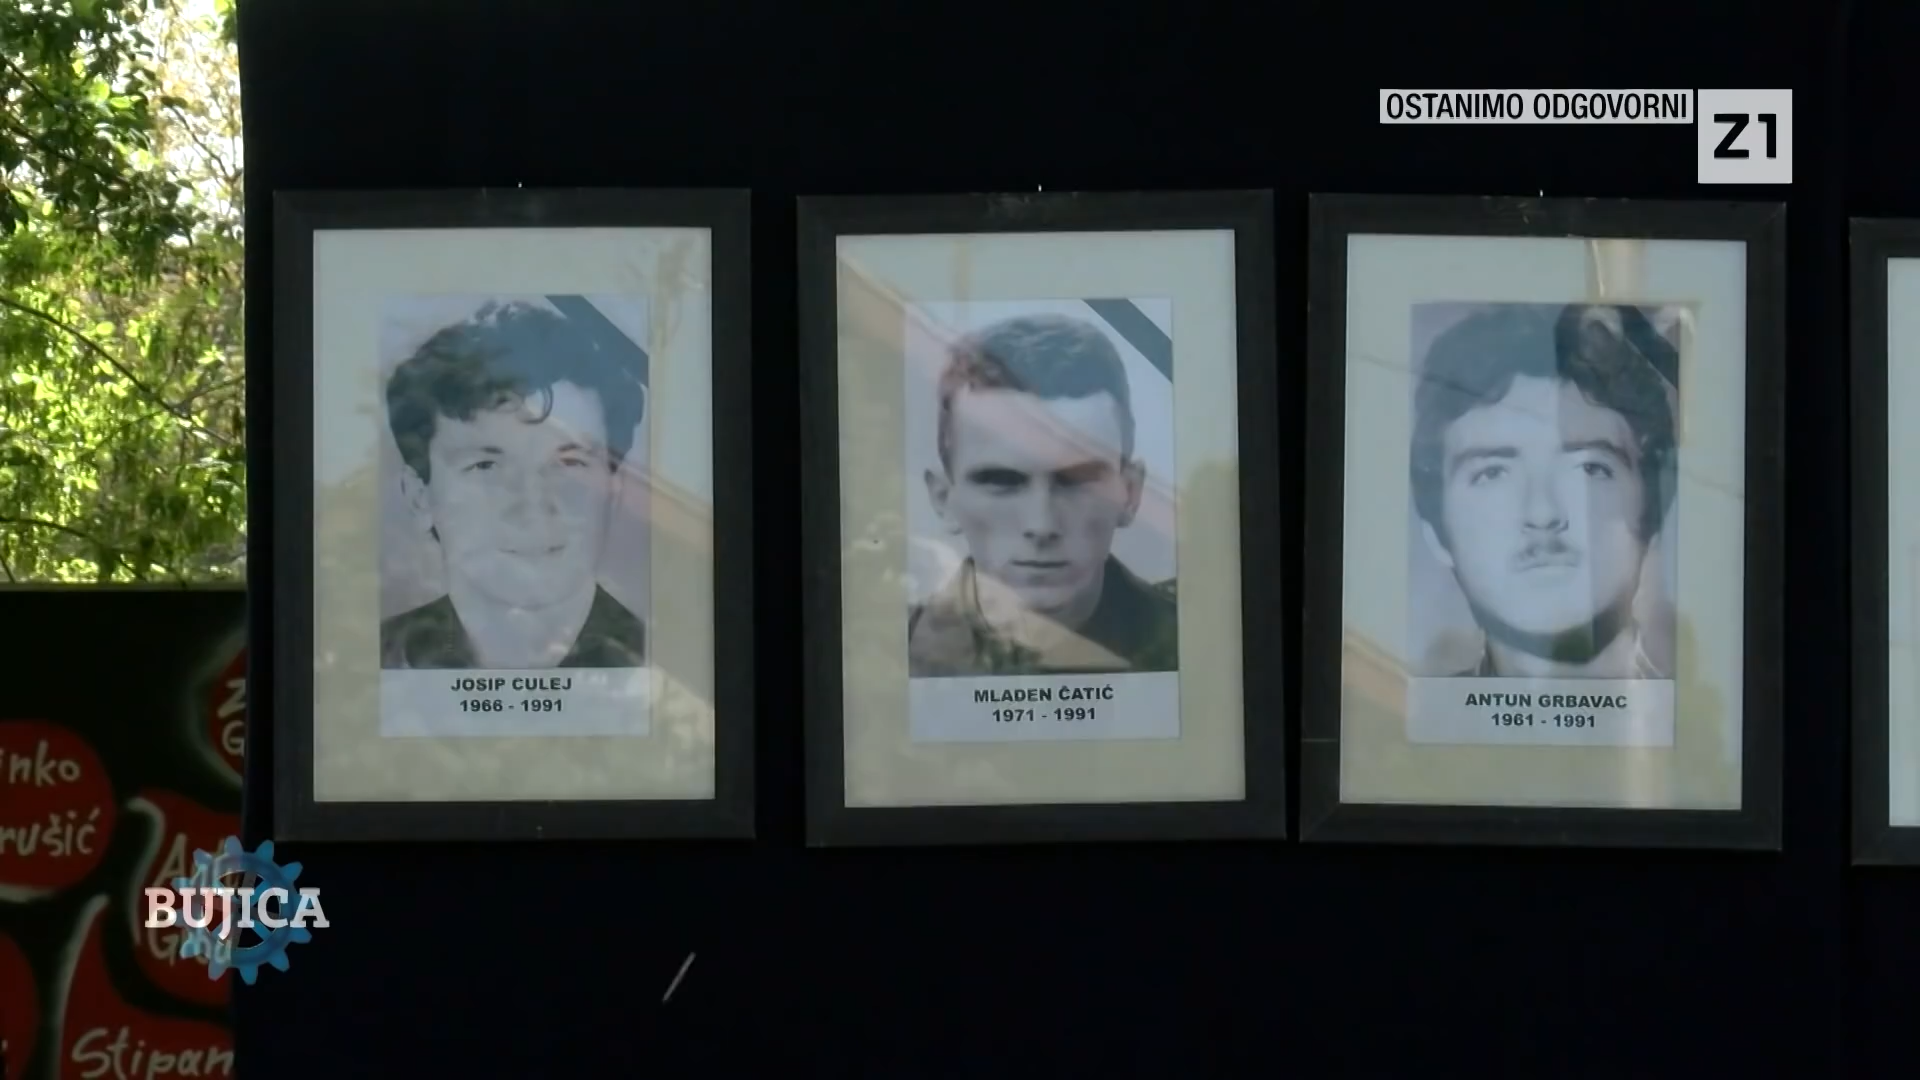 OSTANIMO ODGOVORNI
Z1
JOSIP CULEJ
1966 - 1991
MLADEN ČATIĆ
1971 - 1991
ANTUN GRBAVAC
1961 - 1991
inko
rušić
BUJICA
Stipan